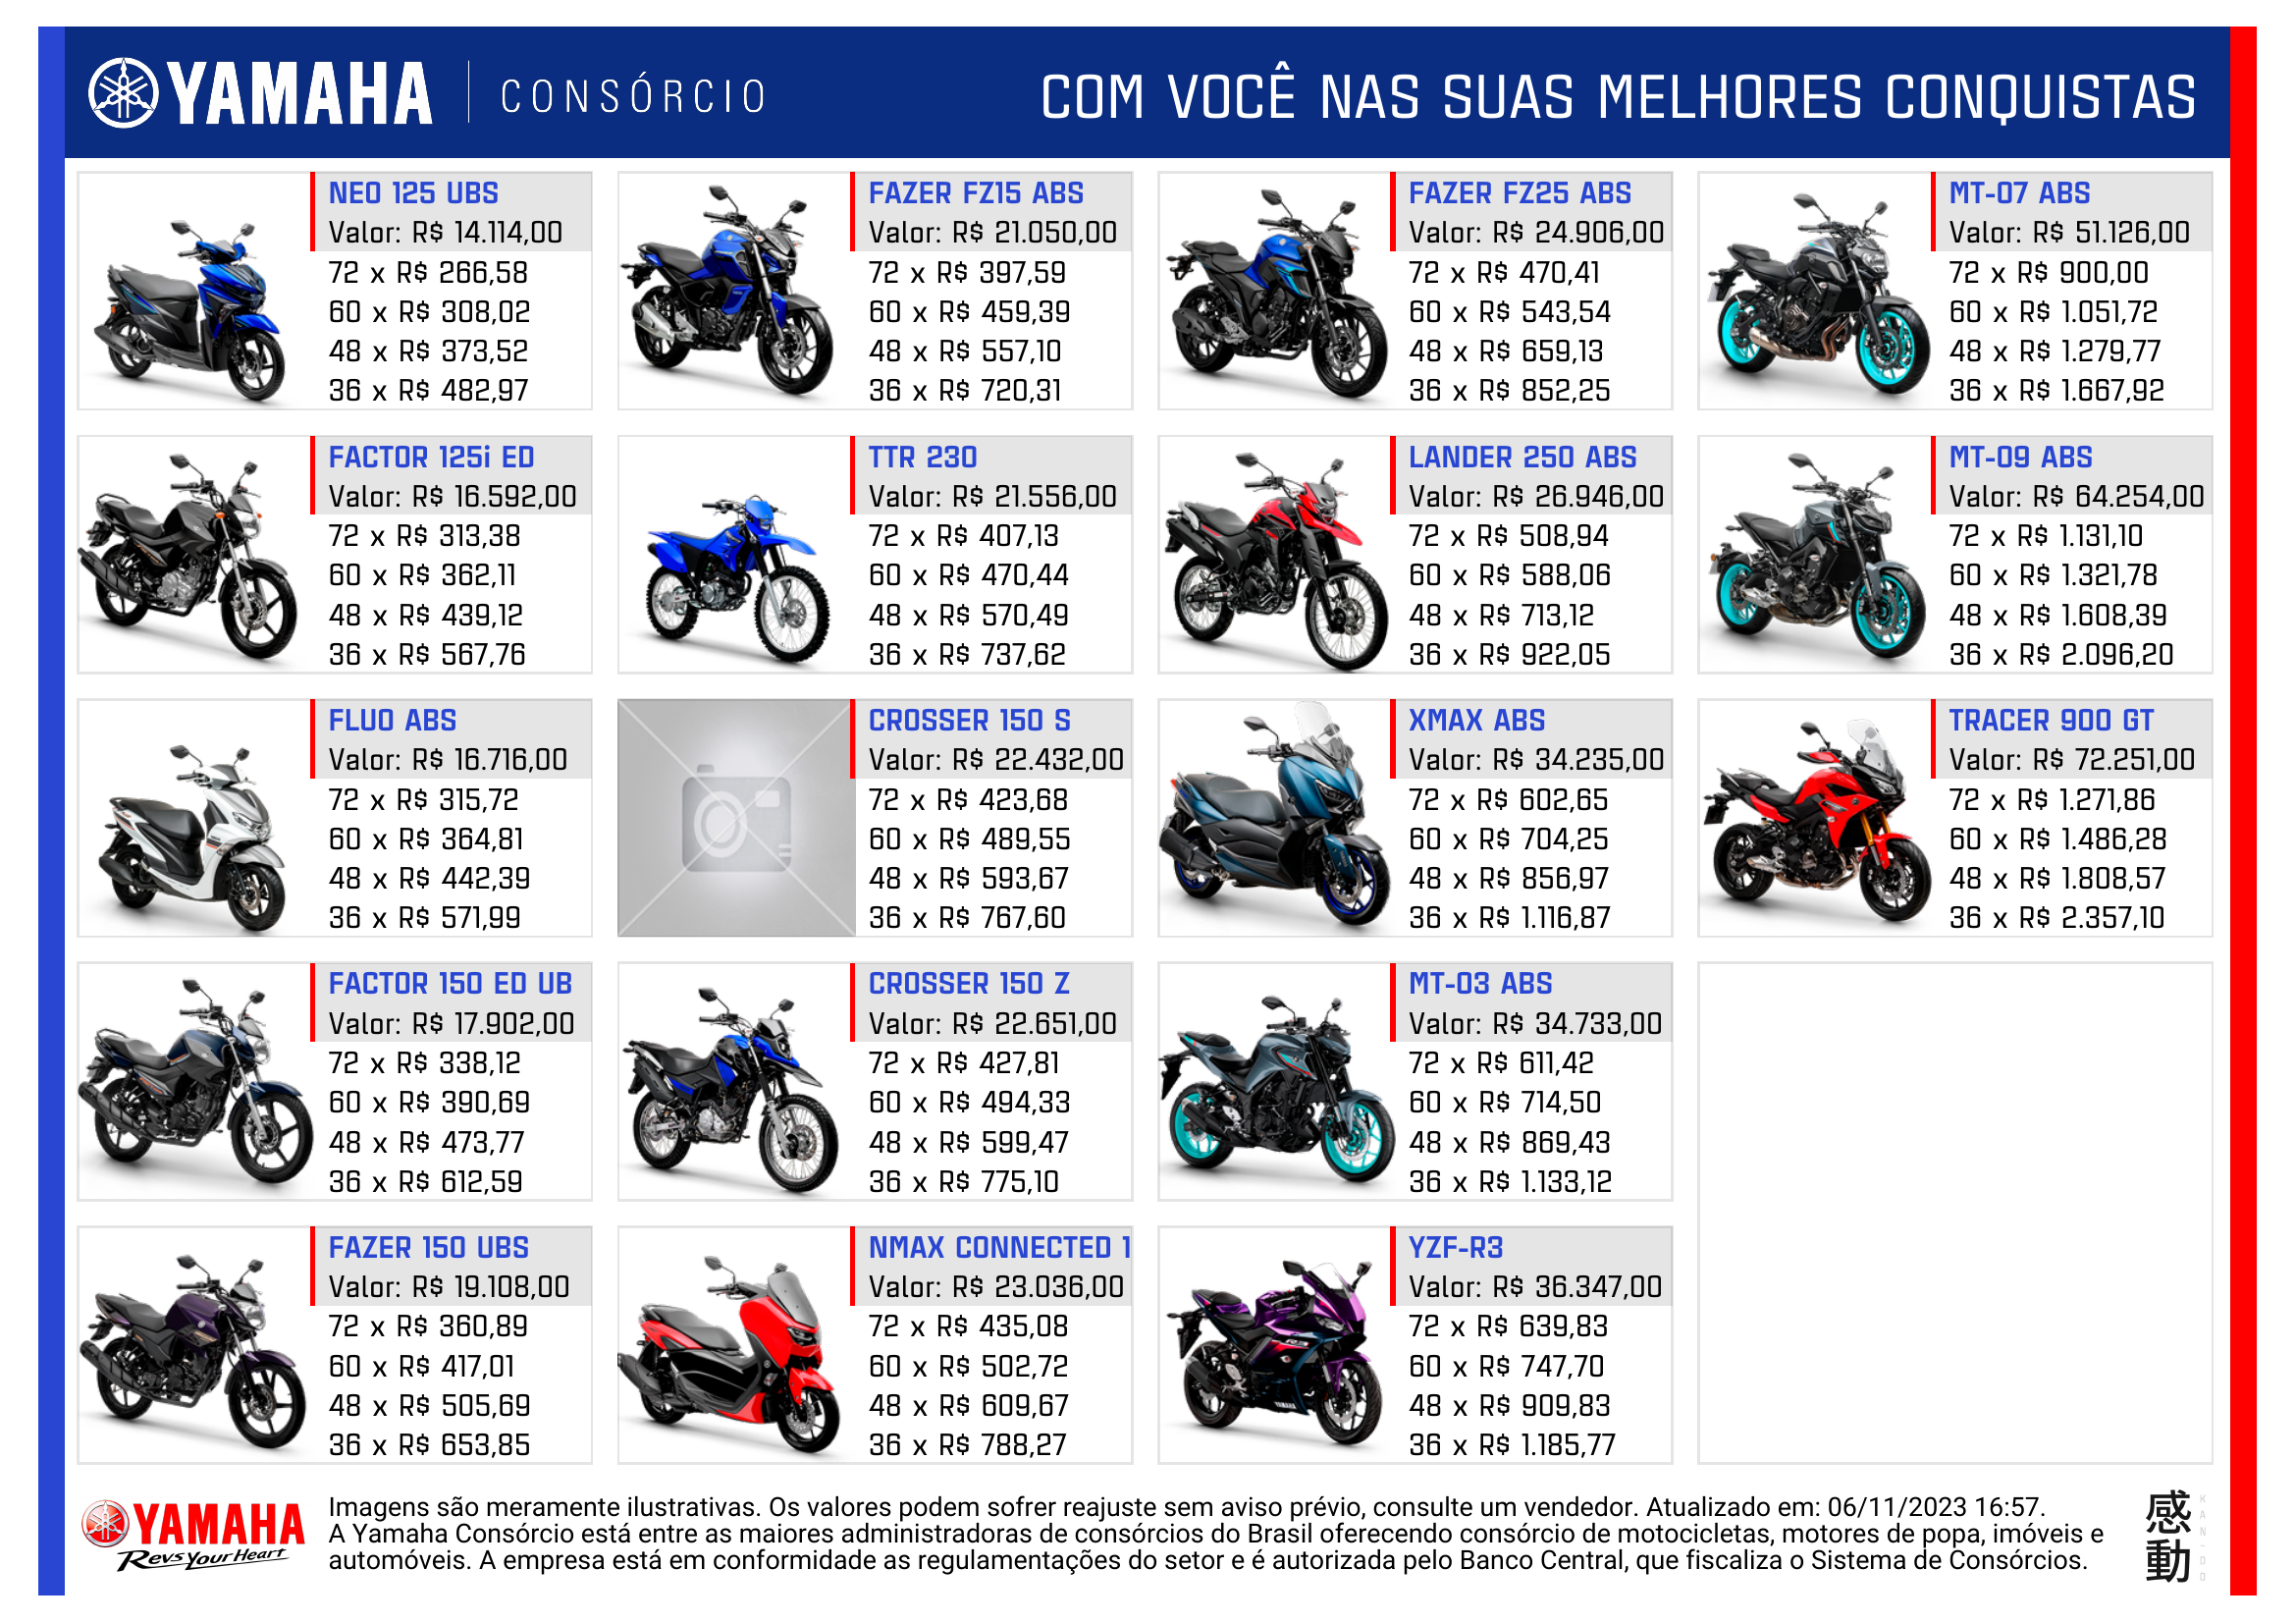 YAMAHA CONSÓRCIO
COM VOCÊ NAS SUAS MELHORES CONQUISTAS
NEO 125 UBS
Valor: R$ 14.114,00
72 x R$ 266,58
60 x R$ 308,02
48 x R$ 373,52
36 x R$ 482,97
FACTOR 125i ED
Valor: R$ 16.592,00
72 x R$ 313,38
60 x R$ 362,11
48 x R$ 439,12
36 x R$ 567,76
FLUO ABS
Valor: R$ 16.716,00
72 x R$ 315,72
60 x R$ 364,81
48 x R$ 442,39
36 x R$ 571,99
FACTOR 150 ED UB
Valor: R$ 17.902,00
72 x R$ 338,12
60 x R$ 390,69
48 x R$ 473,77
36 x R$ 612,59
FAZER 150 UBS
Valor: R$ 19.108,00
72 x R$ 360,89
60 x R$ 417,01
48 x R$ 505,69
36 x R$ 653,85
FAZER FZ15 ABS
Valor: R$ 21.050,00
72 x R$ 397,59
60 x R$ 459,39
48 x R$ 557,10
36 x R$ 720,31
TTR 230
Valor: R$ 21.556,00
72 x R$ 407,13
60 x R$ 470,44
48 x R$ 570,49
36 x R$ 737,62
CROSSER 150 S
Valor: R$ 22.432,00
72 x R$ 423,68
60 x R$ 489,55
48 x R$ 593,67
36 x R$ 767,60
CROSSER 150 Z
Valor: R$ 22.651,00
72 x R$ 427,81
60 x R$ 494,33
48 x R$ 599,47
36 x R$ 775,10
NMAX CONNECTED 1
Valor: R$ 23.036,00
72 x R$ 435,08
60 x R$ 502,72
48 x R$ 609,67
36 x R$ 788,27
FAZER FZ25 ABS
Valor: R$ 24.906,00
72 x R$ 470,41
60 x R$ 543,54
48 x R$ 659,13
36 x R$ 852,25
LANDER 250 ABS
Valor: R$ 26.946,00
72 x R$ 508,94
60 x R$ 588,06
48 x R$ 713,12
36 x R$ 922,05
XMAX ABS
Valor: R$ 34.235,00
72 x R$ 602,65
60 x R$ 704,25
48 x R$ 856,97
36 x R$ 1.116,87
MT-03 ABS
Valor: R$ 34.733,00
72 x R$ 611,42
60 x R$ 714,50
48 x R$ 869,43
36 x R$ 1.133,12
YZF-R3
Valor: R$ 36.347,00
72 x R$ 639,83
60 x R$ 747,70
48 x R$ 909,83
36 x R$ 1.185,77
MT-07 ABS
Valor: R$ 51.126,00
72 x R$ 900,00
60 x R$ 1.051,72
48 x R$ 1.279,77
36 x R$ 1.667,92
MT-09 ABS
Valor: R$ 64.254,00
72 x R$ 1.131,10
60 x R$ 1.321,78
48 x R$ 1.608,39
36 x R$ 2.096,20
TRACER 900 GT
Valor: R$ 72.251,00
72 x R$ 1.271,86
60 x R$ 1.486,28
48 x R$ 1.808,57
36 x R$ 2.357,10
YAMAHA
Revs Your Heart
Imagens são meramente ilustrativas. Os valores podem sofrer reajuste sem aviso prévio, consulte um vendedor. Atualizado em: 06/11/2023 16:57.
A Yamaha Consórcio está entre as maiores administradoras de consórcios do Brasil oferecendo consórcio de motocicletas, motores de popa, imóveis e
automóveis. A empresa está em conformidade as regulamentações do setor e é autorizada pelo Banco Central, que fiscaliza o Sistema de Consórcios.
感動
KANDO